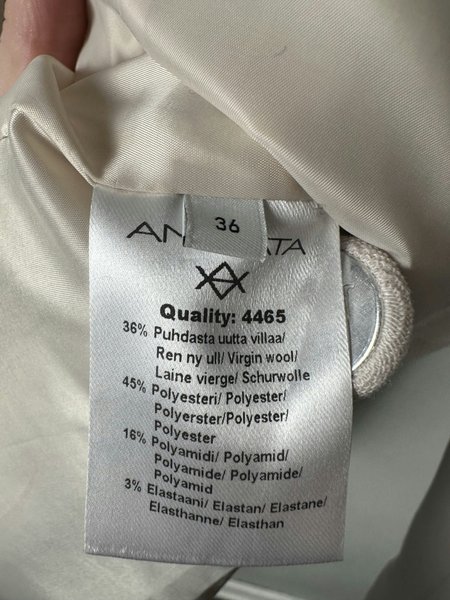 36
Quality: 4465
36% Puhdasta uutta villaa/
Ren ny ull/ Virgin wool/
Laine vierge/ Schurwolle
45% Polyesteri/ Polyester/
Polyerster/Polyester/
Polyester
16% Polyamidi/ Polyamid/
Polyamide/ Polyamide/
Polyamid
3% Elastaani/ Elastan/ Elastane/
Elasthanne/ Elasthan